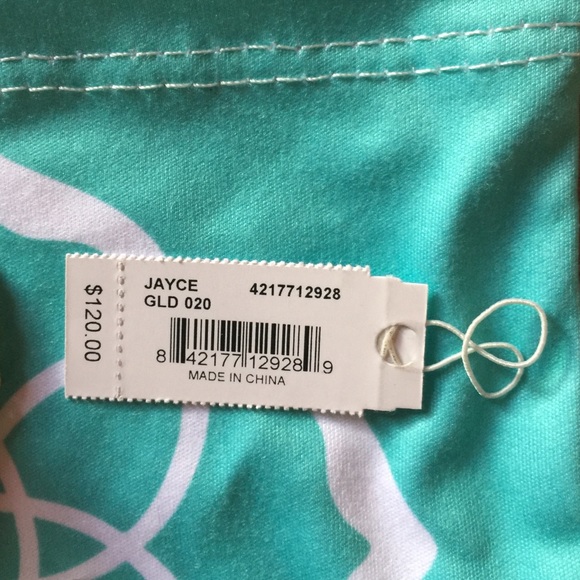 $120.00
JAYCE 4217712928
GLD 020
8 42177 12928 9
MADE IN CHINA